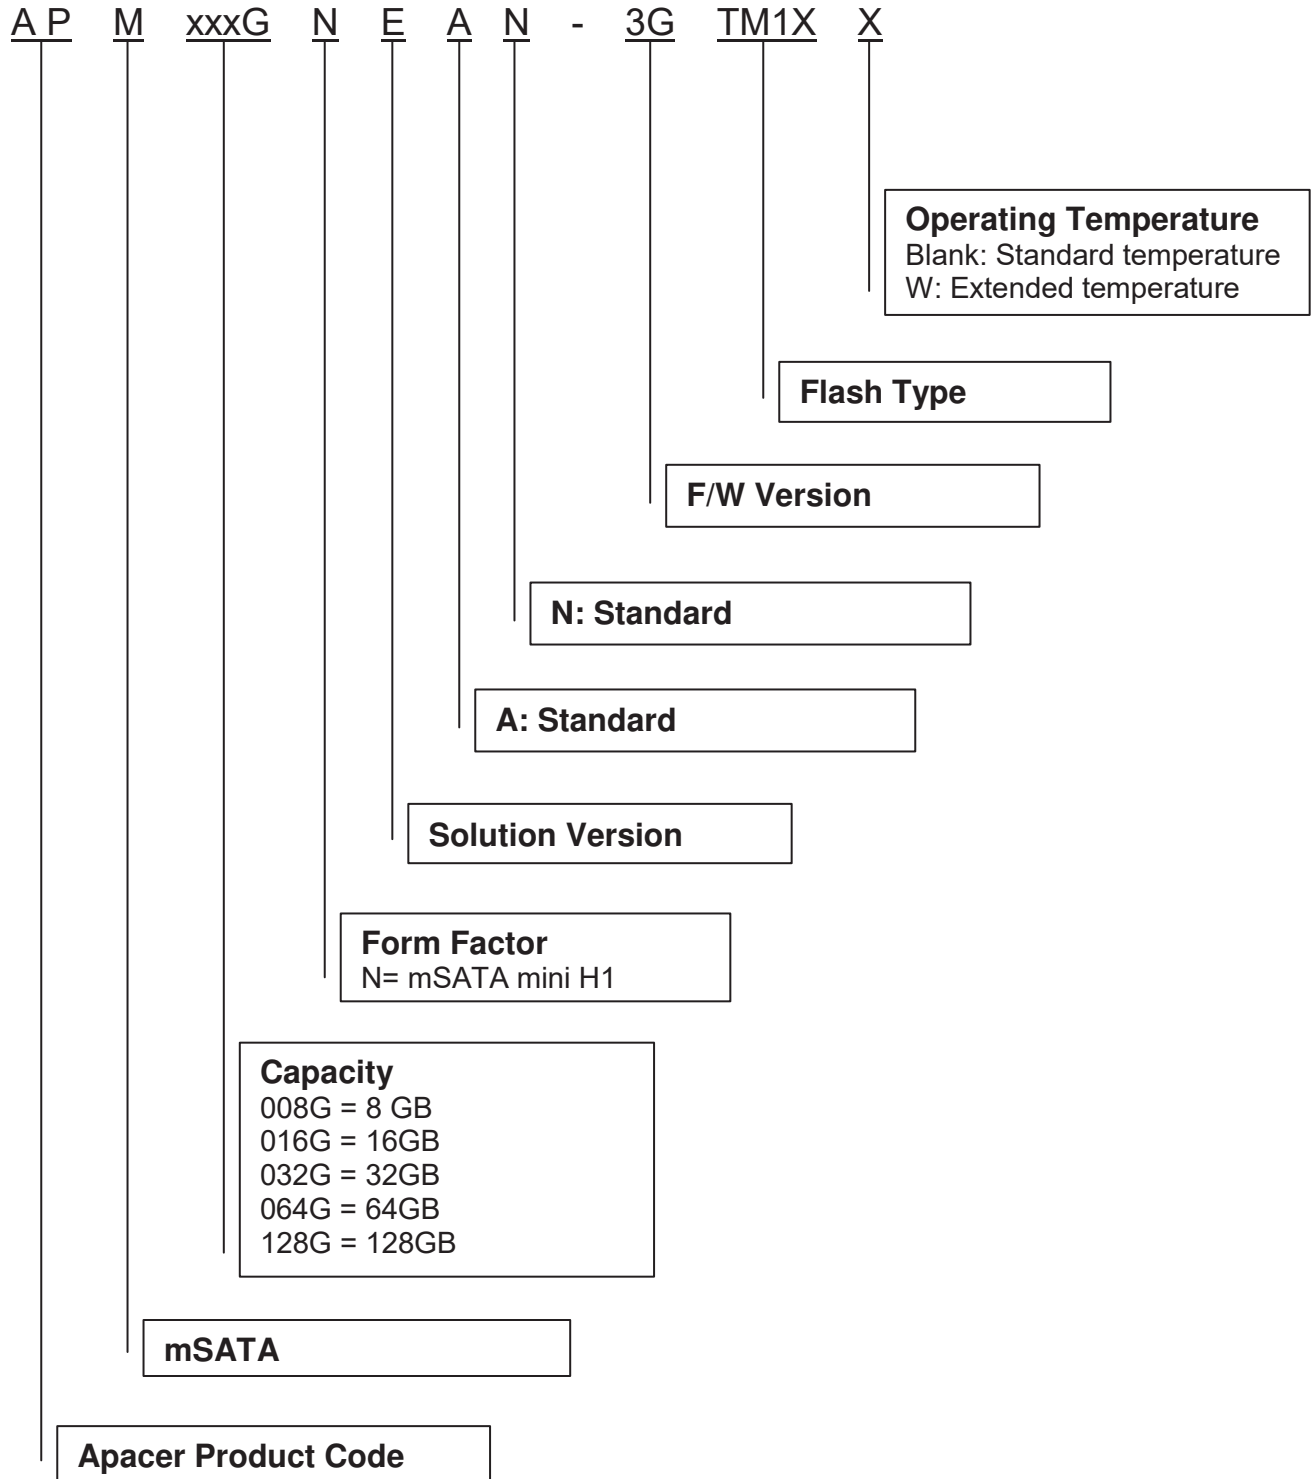 A P M xxxG N E A N - 3G TM1X X
Operating Temperature
Blank: Standard temperature
W: Extended temperature
Flash Type
F/W Version
N: Standard
A: Standard
Solution Version
Form Factor
N= mSATA mini H1
Capacity
008G = 8 GB
016G = 16GB
032G = 32GB
064G = 64GB
128G = 128GB
mSATA
Apacer Product Code